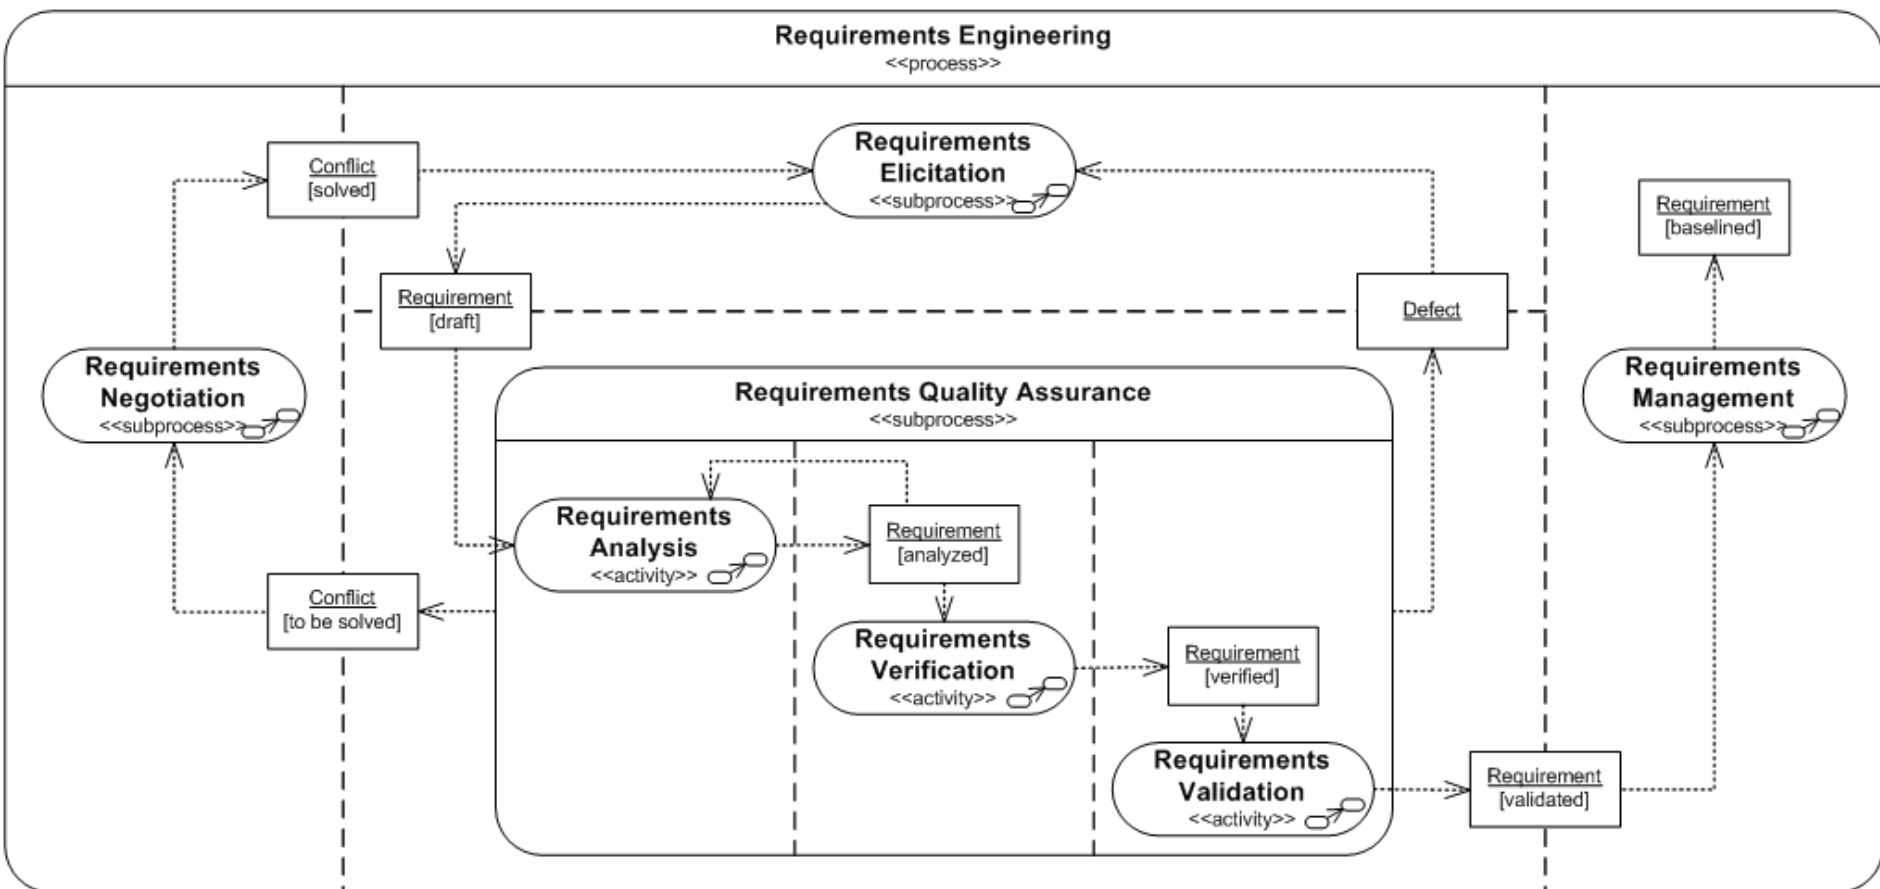 Requirements Engineering
<<process>>
Conflict
[solved]
Requirements
Elicitation
<<subprocess>>
Requirement
[baselined]
Requirement
[draft]
Defect
Requirements
Negotiation
<<subprocess>>
Requirements Quality Assurance
<<subprocess>>
Requirements
Management
<<subprocess>>
Requirements
Analysis
<<activity>>
Requirement
[analyzed]
Conflict
[to be solved]
Requirements
Verification
<<activity>>
Requirement
[verified]
Requirements
Validation
<<activity>>
Requirement
[validated]